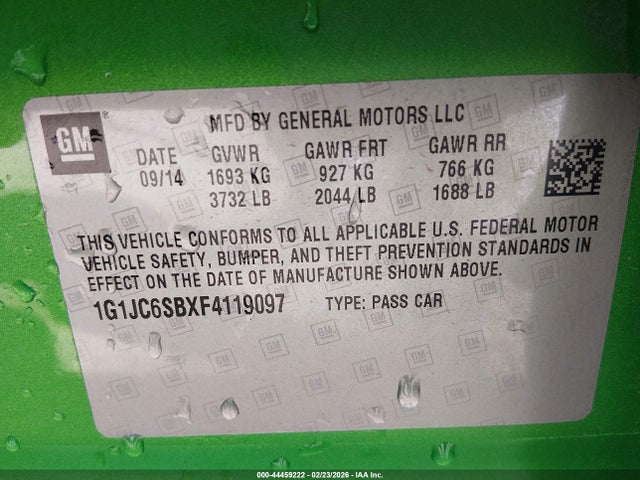 GM
MFD BY GENERAL MOTORS LLC
DATE GVWR GAWR FRT GAWR RR
09/14 1693 KG 927 KG 766 KG
3732 LB 2044 LB 1688 LB
THIS VEHICLE CONFORMS TO ALL APPLICABLE U.S. FEDERAL MOTOR
VEHICLE SAFETY, BUMPER, AND THEFT PREVENTION STANDARDS IN
EFFECT ON THE DATE OF MANUFACTURE SHOWN ABOVE.
1G1JC6SBXF4119097 TYPE: PASS CAR
000-44459222 - 02/23/2026 - IAA Inc.